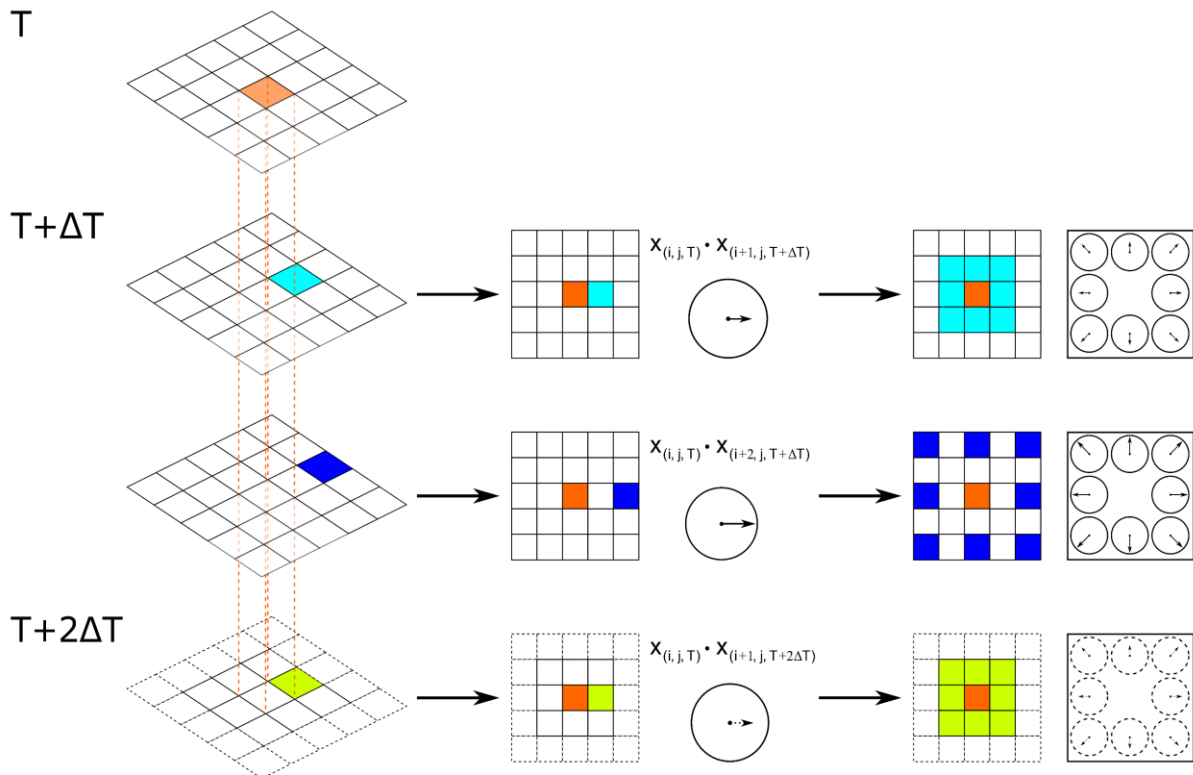 T
T+ΔT
X(i, j, T) • X(i+1, j, T+ΔT)
X(i, j, T) • X(i+2, j, T+ΔT)
T+2ΔT
X(i, j, T) • X(i+1, j, T+2ΔT)